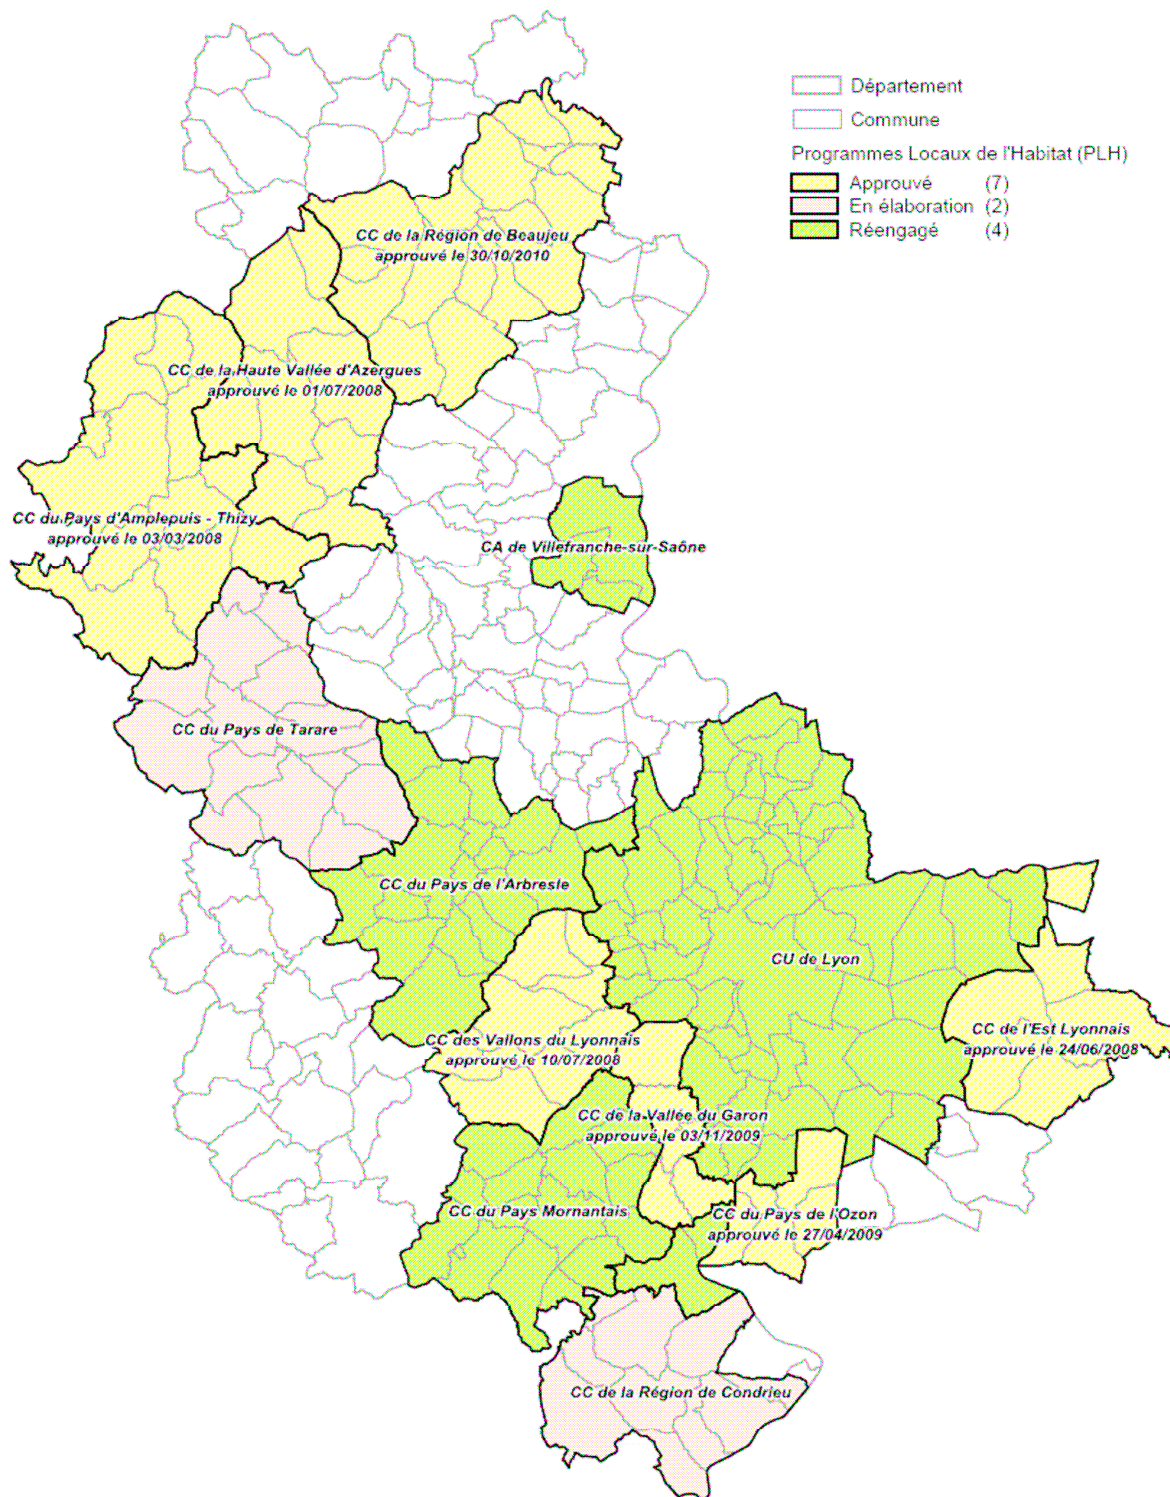 Département
Commune
Programmes Locaux de l'Habitat (PLH)
Approuvé (7)
En élaboration (2)
Réengagé (4)
CC de la Région de Beaujeu
approuvé le 30/10/2010
CC de la Haute Vallée d'Azergues
approuvé le 01/07/2008
CC du Pays d'Amplepuis - Thizy
approuvé le 03/03/2008
CA de Villefranche-sur-Saône
CC du Pays de Tarare
CC du Pays de l'Arbresle
CU de Lyon
CC de l'Est Lyonnais
approuvé le 24/06/2008
CC des Vallons du Lyonnais
approuvé le 10/07/2008
CC de la Vallée du Garon
approuvé le 03/11/2009
CC du Pays Mornantais
CC du Pays de l'Ozon
approuvé le 27/04/2009
CC de la Région de Condrieu